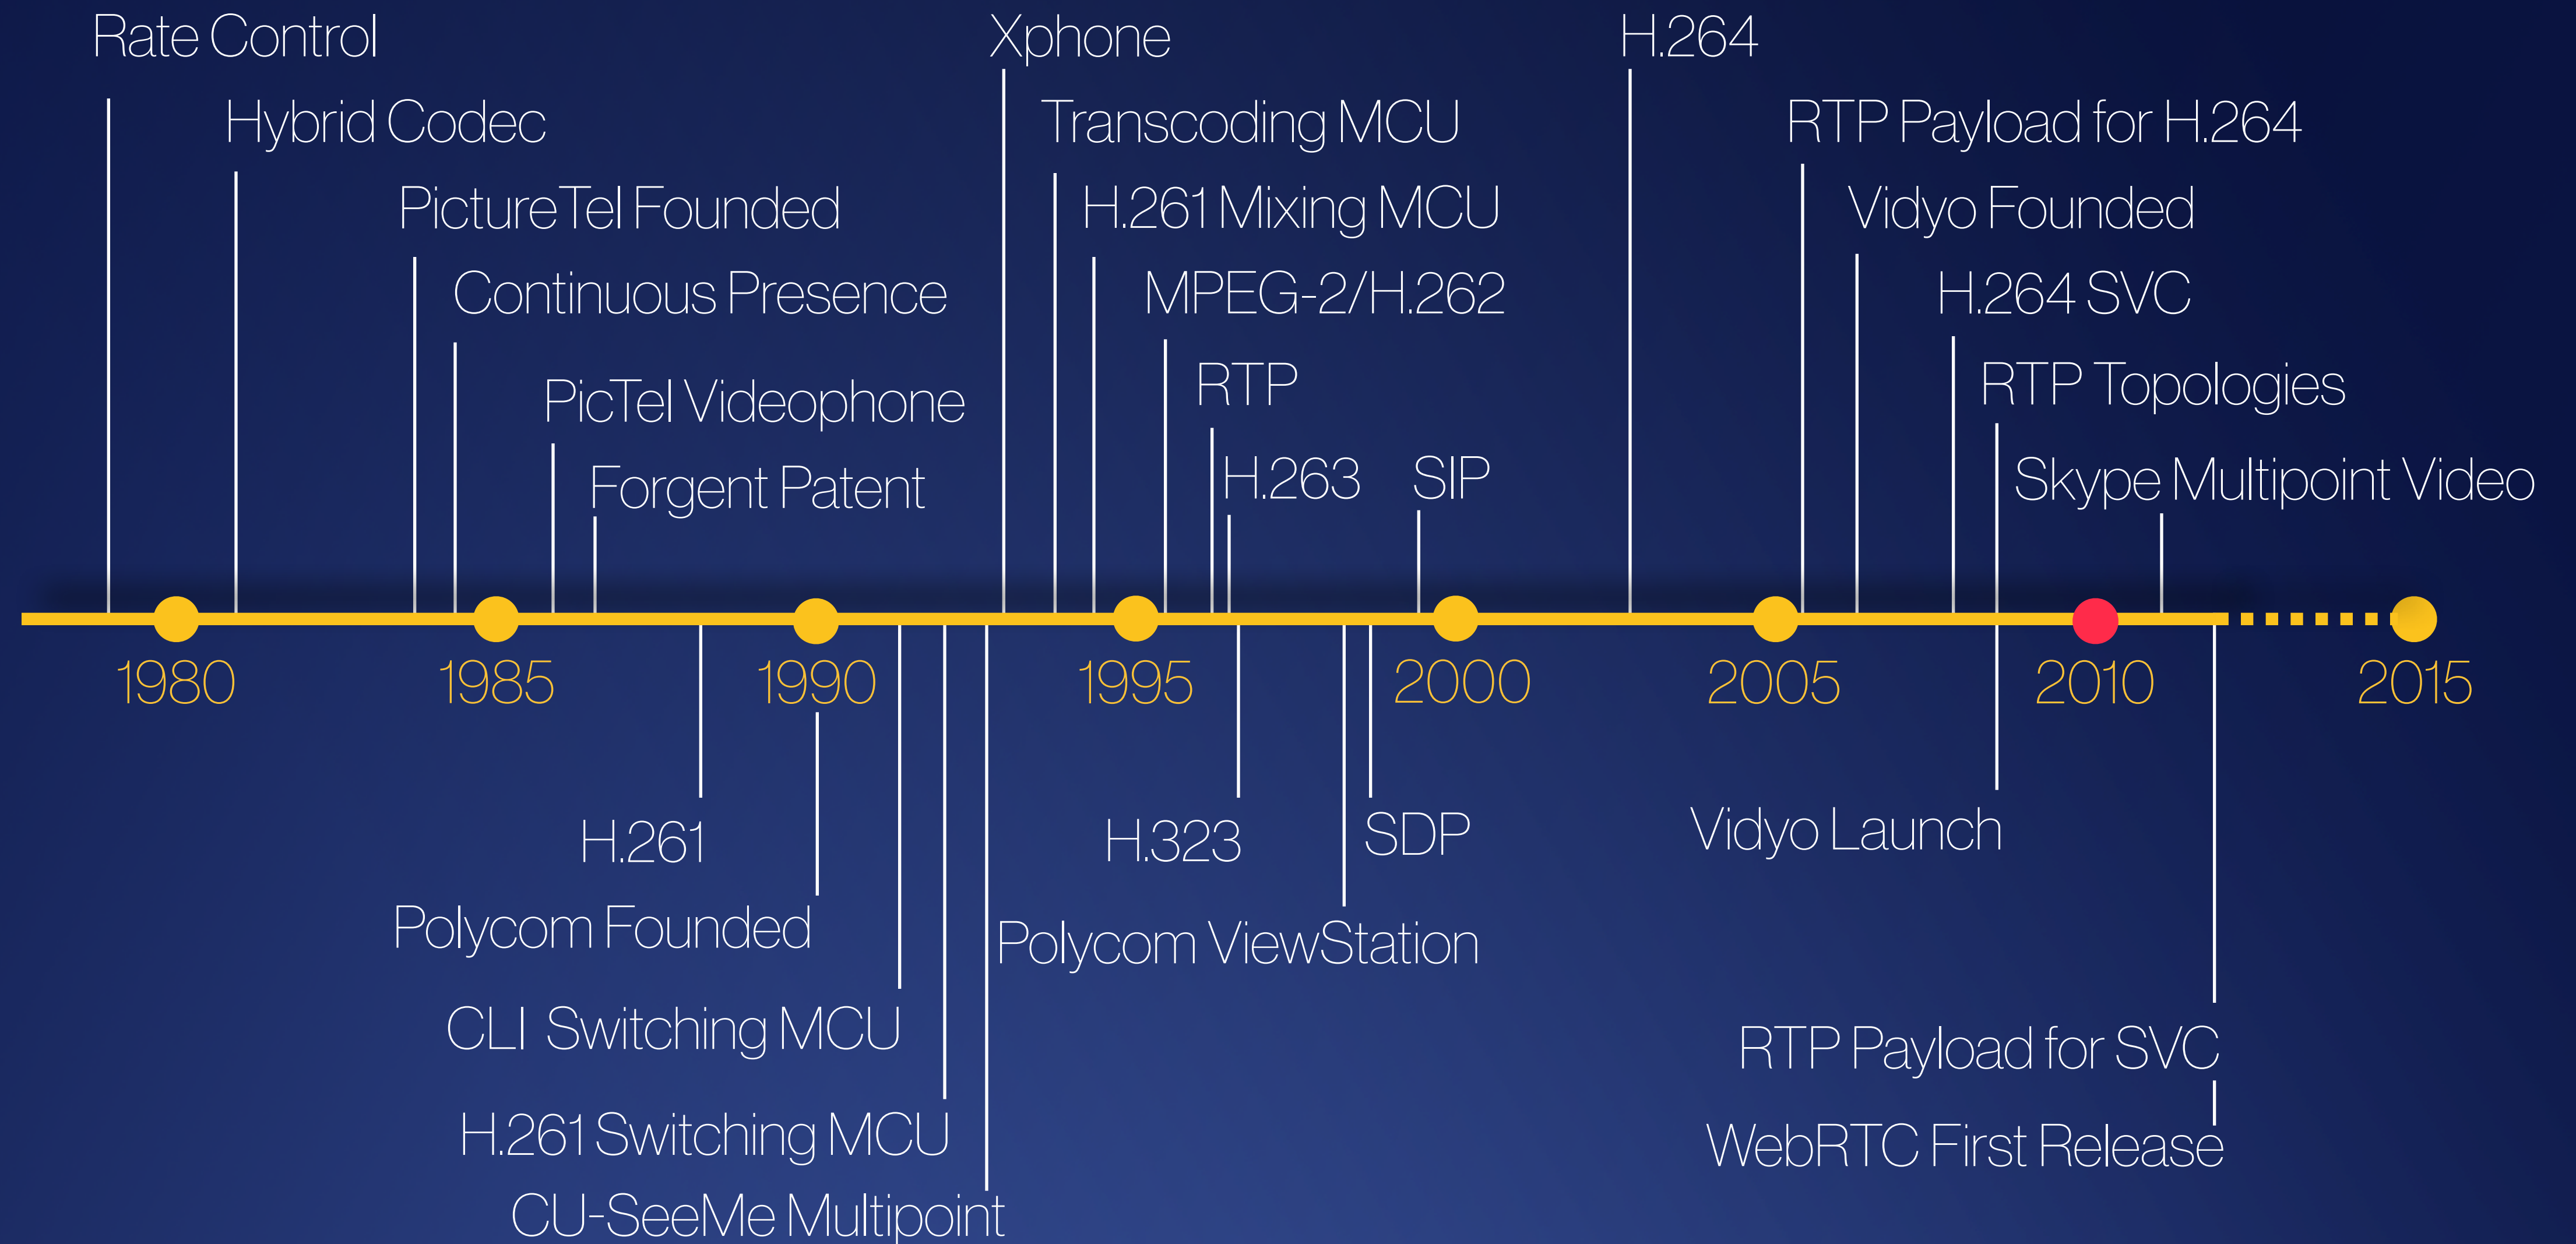 Rate Control
Xphone
H.264
Hybrid Codec
Transcoding MCU
RTP Payload for H.264
PictureTel Founded
H.261 Mixing MCU
Vidyo Founded
Continuous Presence
MPEG-2/H.262
H.264 SVC
RTP
RTP Topologies
PicTel Videophone
H.263
SIP
Skype Multipoint Video
Forgent Patent
1980
1985
1990
1995
2000
2005
2010
2015
H.261
H.323
SDP
Vidyo Launch
Polycom Founded
Polycom ViewStation
CLI Switching MCU
RTP Payload for SVC
H.261 Switching MCU
WebRTC First Release
CU-SeeMe Multipoint